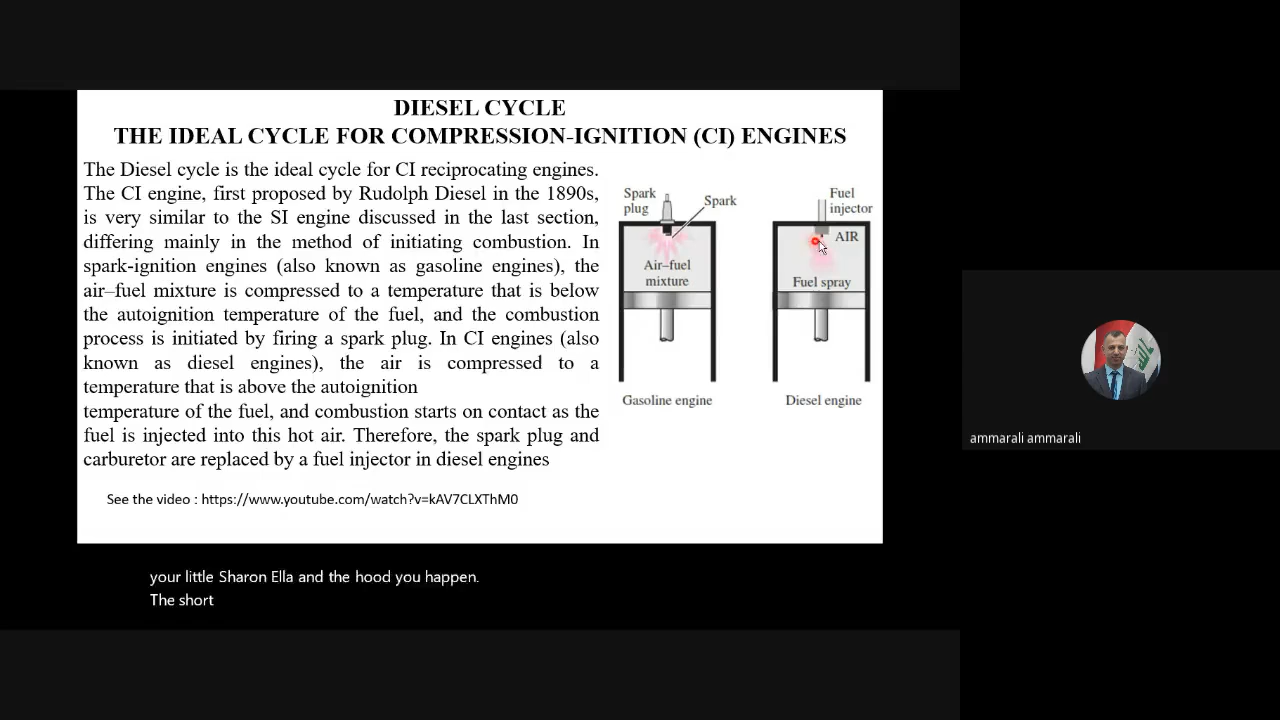 DIESEL CYCLE
THE IDEAL CYCLE FOR COMPRESSION-IGNITION (CI) ENGINES
The Diesel cycle is the ideal cycle for CI reciprocating engines.
The CI engine, first proposed by Rudolph Diesel in the 1890s,
is very similar to the SI engine discussed in the last section,
differing mainly in the method of initiating combustion. In
spark-ignition engines (also known as gasoline engines), the
air–fuel mixture is compressed to a temperature that is below
the autoignition temperature of the fuel, and the combustion
process is initiated by firing a spark plug. In CI engines (also
known as diesel engines), the air is compressed to a
temperature that is above the autoignition
temperature of the fuel, and combustion starts on contact as the
fuel is injected into this hot air. Therefore, the spark plug and
carburetor are replaced by a fuel injector in diesel engines
See the video : https://www.youtube.com/watch?v=kAV7CLXThM0
Spark
plug
Spark
Air–fuel
mixture
Gasoline engine
Fuel
injector
AIR
Fuel spray
Diesel engine
ammarali ammarali
your little Sharon Ella and the hood you happen.
The short